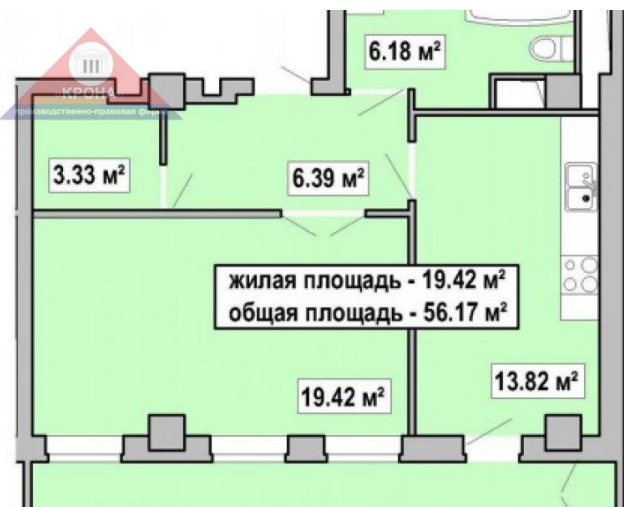 6.18 м²
«КРОНА»
производственно-правовая фирма
3.33 м²
6.39 м²
жилая площадь - 19.42 м²
общая площадь - 56.17 м²
13.82 м²
19.42 м²